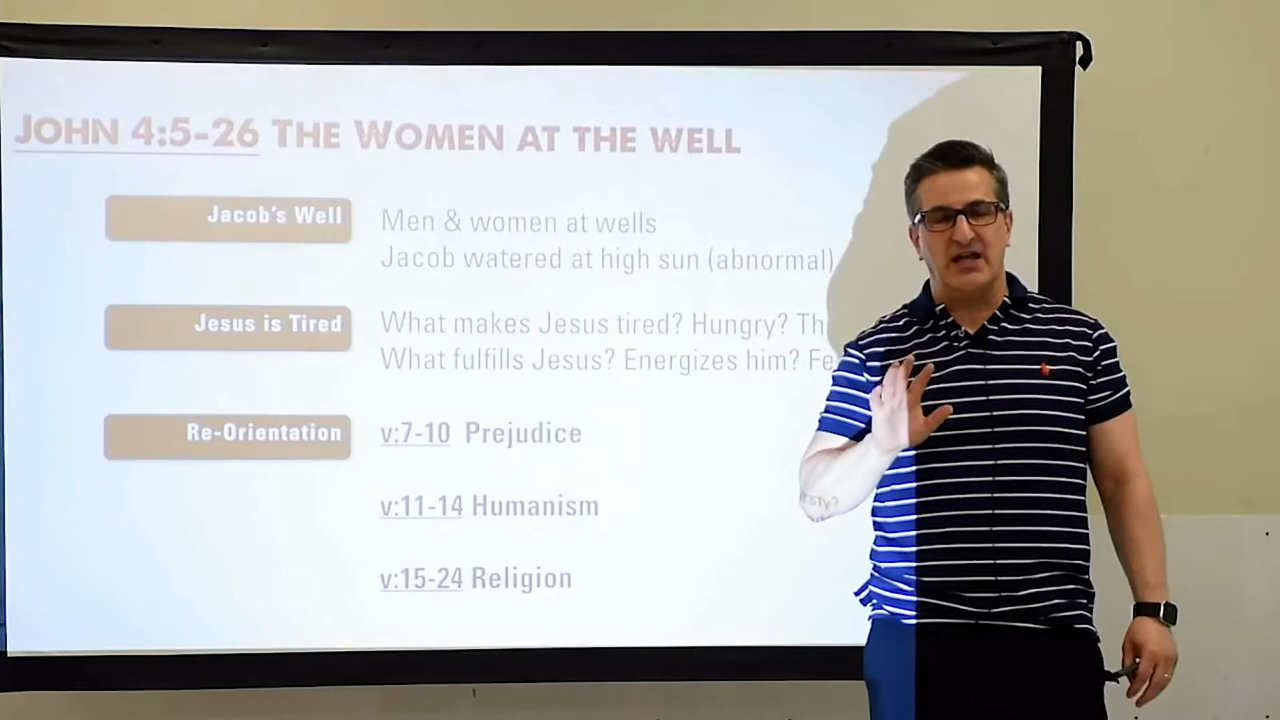 JOHN 4:5-26 THE WOMEN AT THE WELL
Jacob's Well
Men & women at wells
Jacob watered at high sun (abnormal)
Jesus is Tired
What makes Jesus tired? Hungry? Th
What fulfills Jesus? Energizes him? Fe
Re-Orientation
v:7-10 Prejudice
v:11-14 Humanism
v:15-24 Religion